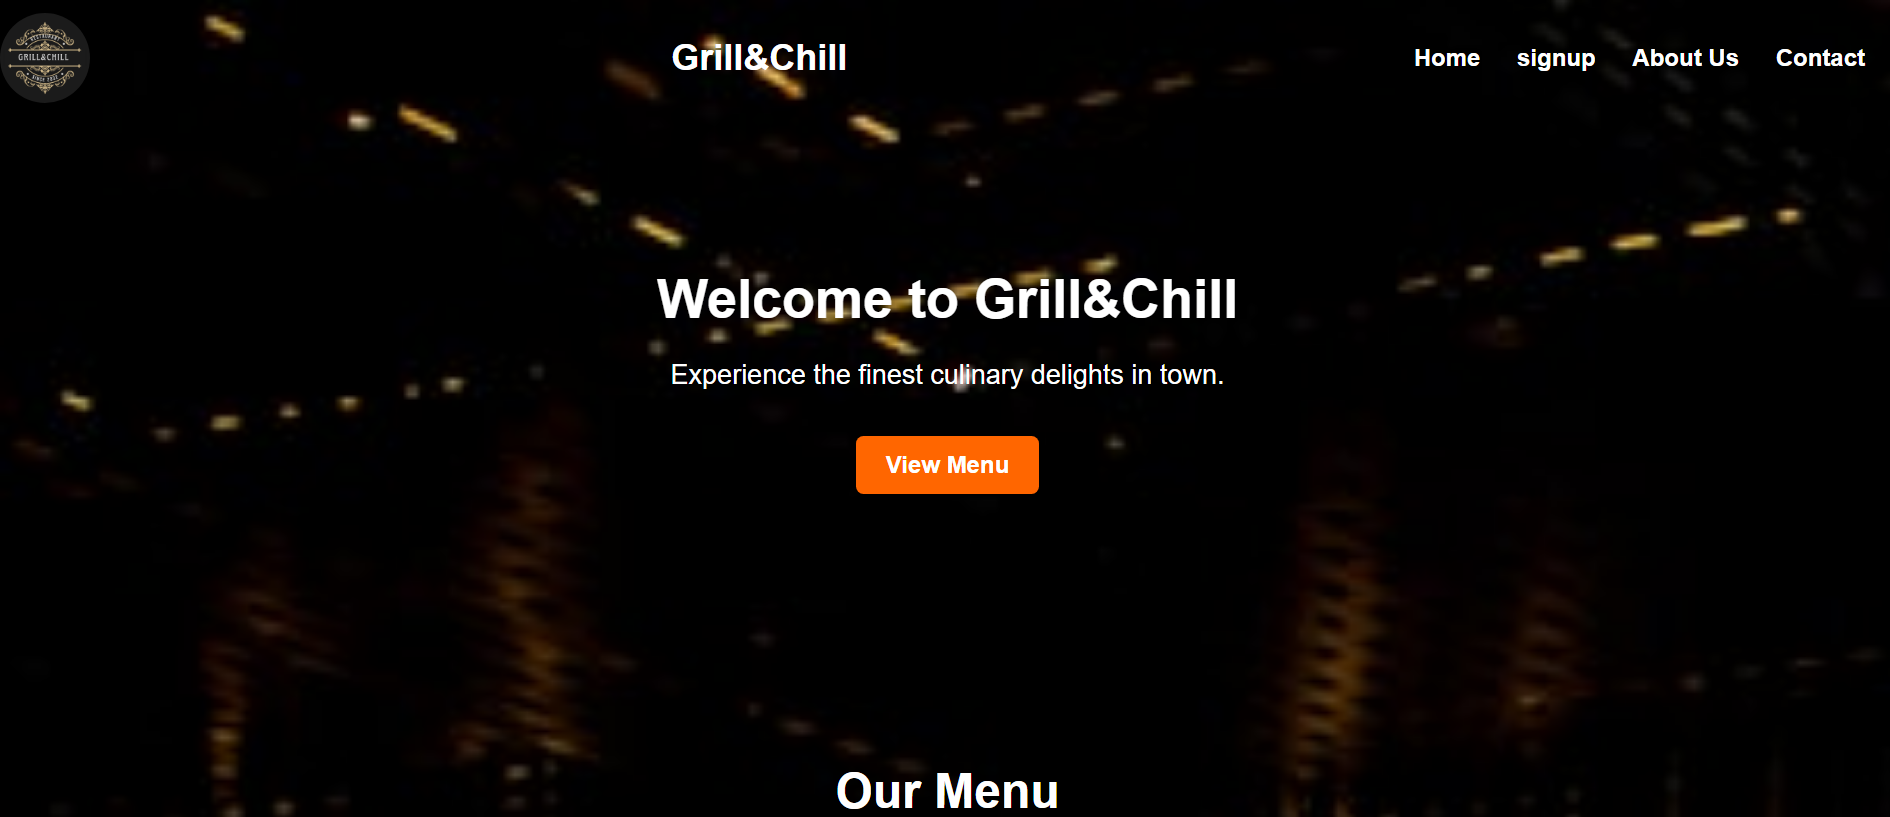 RESTAURANT
GRILL&CHILL
Grill&Chill
Home signup About Us Contact
Welcome to Grill&Chill
Experience the finest culinary delights in town.
View Menu
Our Menu